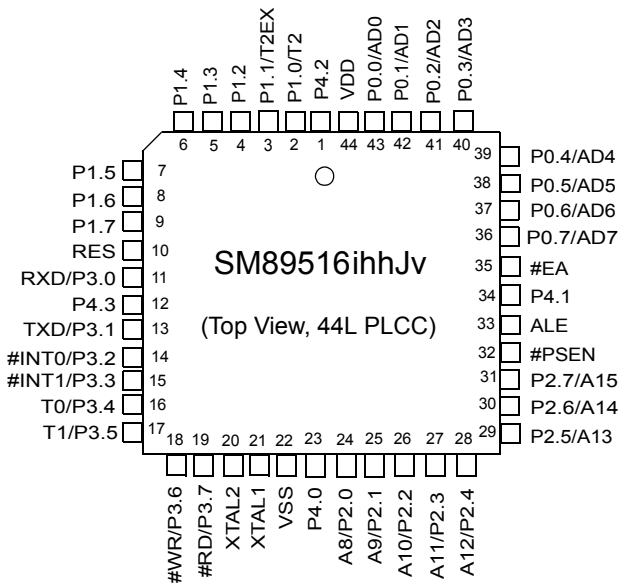 P1.4
P1.3
P1.2
P1.1/T2EX
P1.0/T2
P4.2
VDD
P0.0/AD0
P0.1/AD1
P0.2/AD2
P0.3/AD3
6 5 4 3 2 1 44 43 42 41 40
P1.5 7
P1.6 8
P1.7 9
RES 10
RXD/P3.0 11
P4.3 12
TXD/P3.1 13
#INT0/P3.2 14
#INT1/P3.3 15
T0/P3.4 16
T1/P3.5 17
SM89516ihhJv
(Top View, 44L PLCC)
39 P0.4/AD4
38 P0.5/AD5
37 P0.6/AD6
36 P0.7/AD7
35 #EA
34 P4.1
33 ALE
32 #PSEN
31 P2.7/A15
30 P2.6/A14
29 P2.5/A13
18 19 20 21 22 23 24 25 26 27 28
#WR/P3.6
#RD/P3.7
XTAL2
XTAL1
VSS
P4.0
A8/P2.0
A9/P2.1
A10/P2.2
A11/P2.3
A12/P2.4